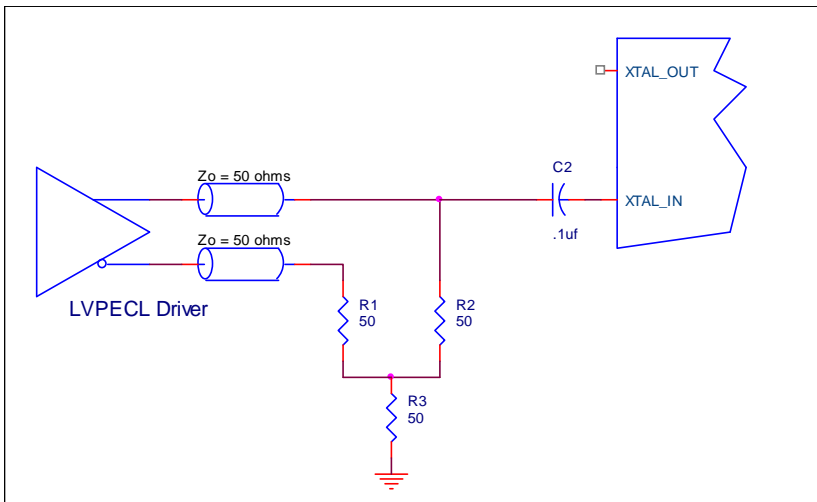 XTAL_OUT
C2
Zo = 50 ohms
XTAL_IN
.1uf
Zo = 50 ohms
LVPECL Driver
R1
50
R2
50
R3
50